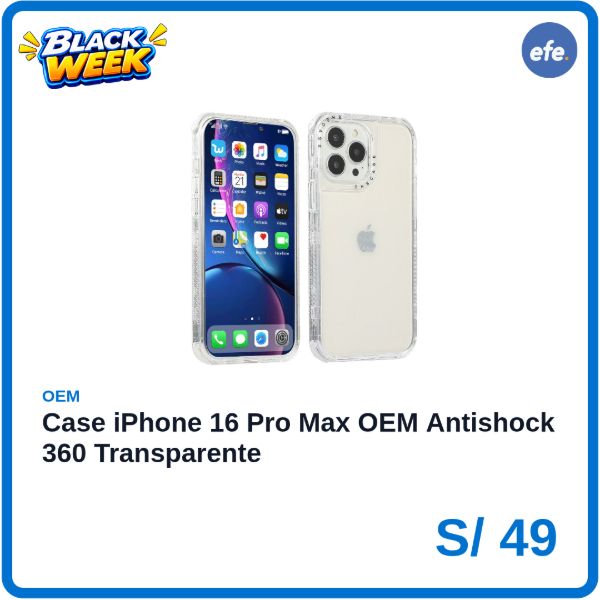 BLACK
WEEK
efe.
OEM
Case iPhone 16 Pro Max OEM Antishock
360 Transparente
S/ 49